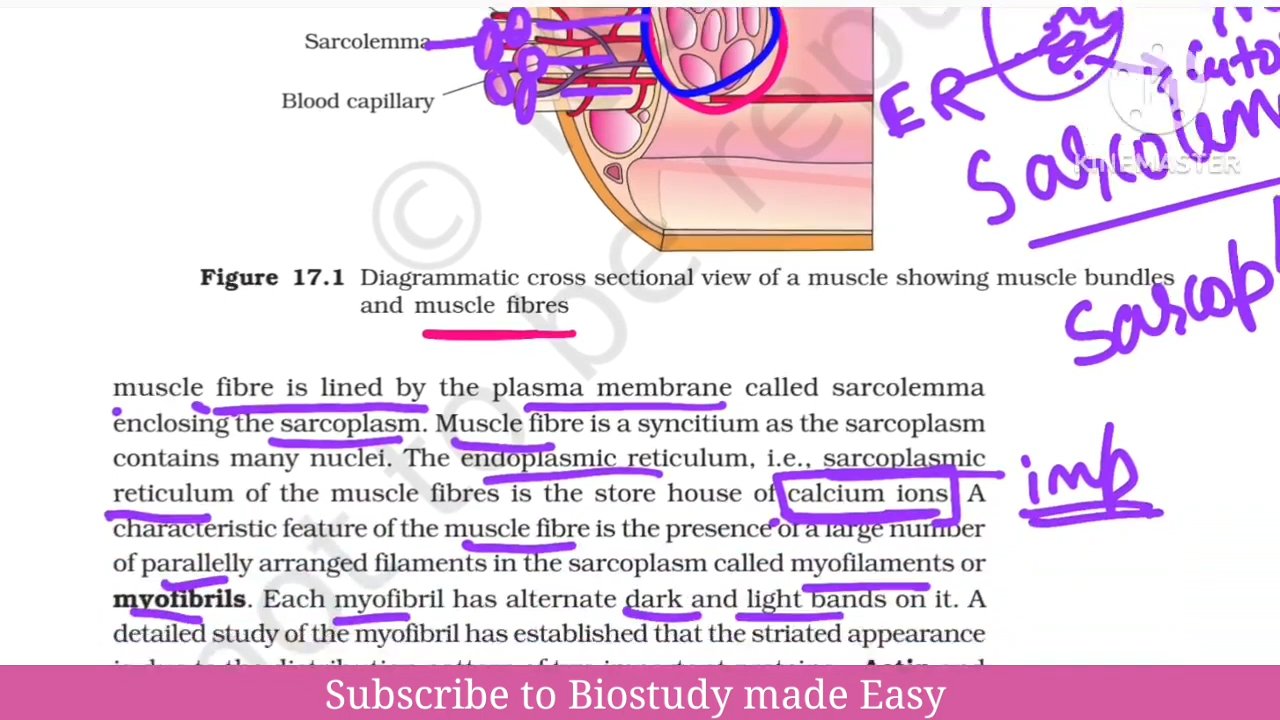 Sarcolemma
Blood capillary
ER
KINEMASTER
Figure 17.1 Diagrammatic cross sectional view of a muscle showing muscle bundles
and muscle fibres
muscle fibre is lined by the plasma membrane called sarcolemma
enclosing the sarcoplasm. Muscle fibre is a syncitium as the sarcoplasm
contains many nuclei. The endoplasmic reticulum, i.e., sarcoplasmic
reticulum of the muscle fibres is the store house of calcium ions. A
characteristic feature of the muscle fibre is the presence of a large number
of parallelly arranged filaments in the sarcoplasm called myofilaments or
myofibrils. Each myofibril has alternate dark and light bands on it. A
detailed study of the myofibril has established that the striated appearance
imp
Subscribe to Biostudy made Easy